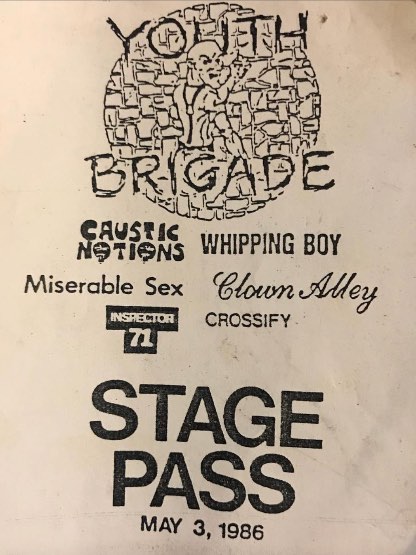 YOUTH
BRIGADE
CAUSTIC
NOTIONS WHIPPING BOY
Miserable Sex Clown Alley
INSPECTOR
71
CROSSIFY
STAGE
PASS
MAY 3, 1986